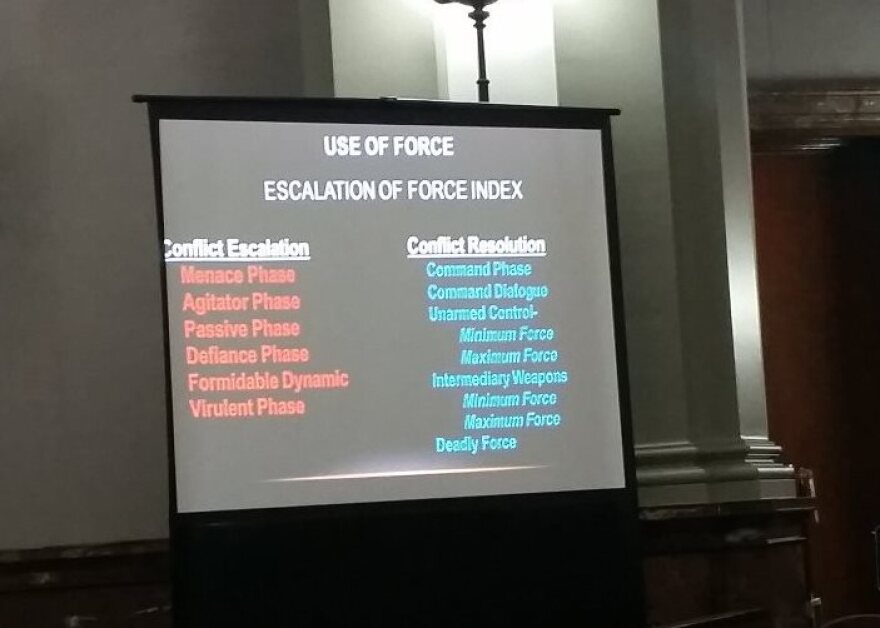 USE OF FORCE
ESCALATION OF FORCE INDEX
Conflict Escalation
Menace Phase
Agitator Phase
Passive Phase
Defiance Phase
Formidable Dynamic
Virulent Phase
Conflict Resolution
Command Phase
Command Dialogue
Unarmed Control-
Minimum Force
Maximum Force
Intermediary Weapons
Minimum Force
Maximum Force
Deadly Force